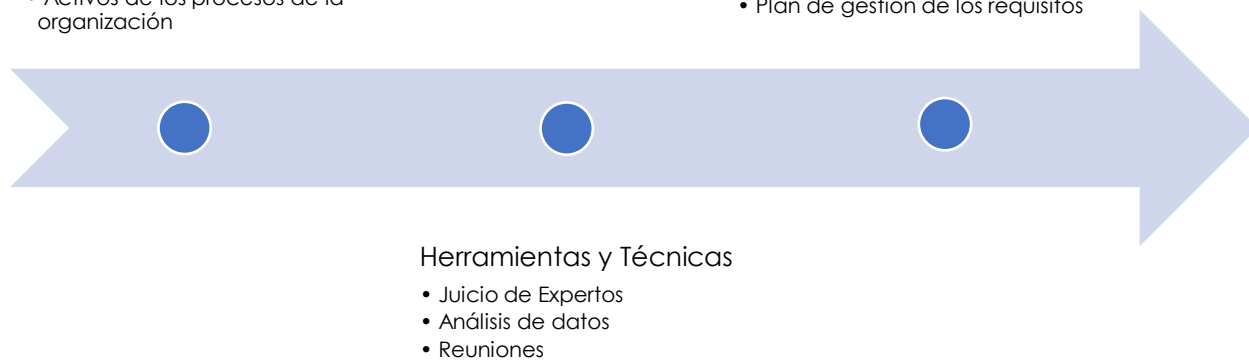 • Activos de los procesos de la
organización
• Plan de gestión de los requisitos
Herramientas y Técnicas
• Juicio de Expertos
• Análisis de datos
• Reuniones